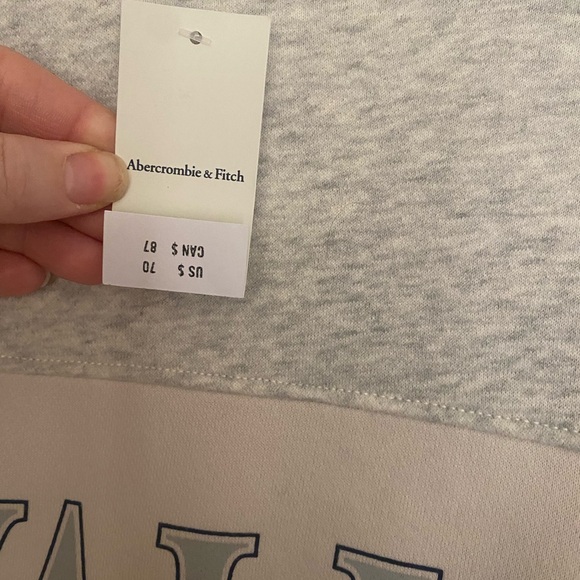 Abercrombie & Fitch
US $ 70
CAN $ 87